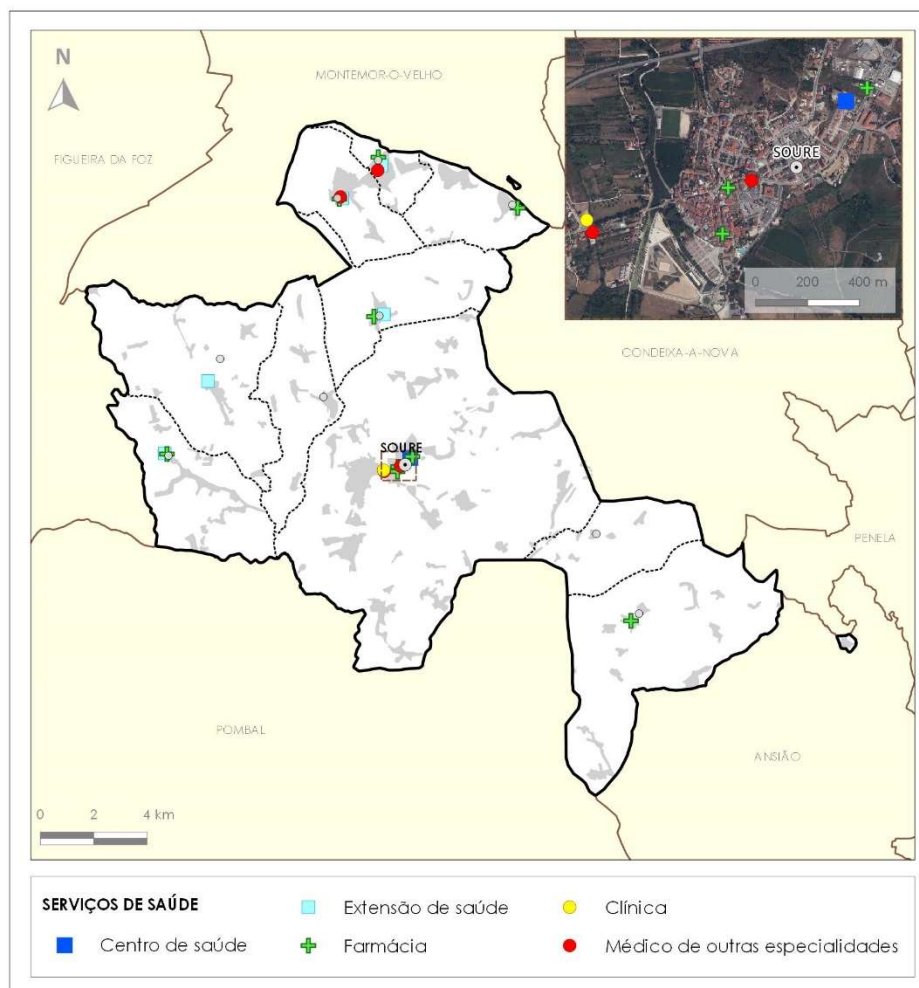 N
MONTEMOR-O-VELHO
FIGUEIRA DA FOZ
SOURE
0 200 400 m
CONDEIXA-A-NOVA
SOURE
PENELA
POMBAL
ANSIÃO
0 2 4 km
SERVIÇOS DE SAÚDE
Extensão de saúde
Clínica
Centro de saúde
Farmácia
Médico de outras especialidades